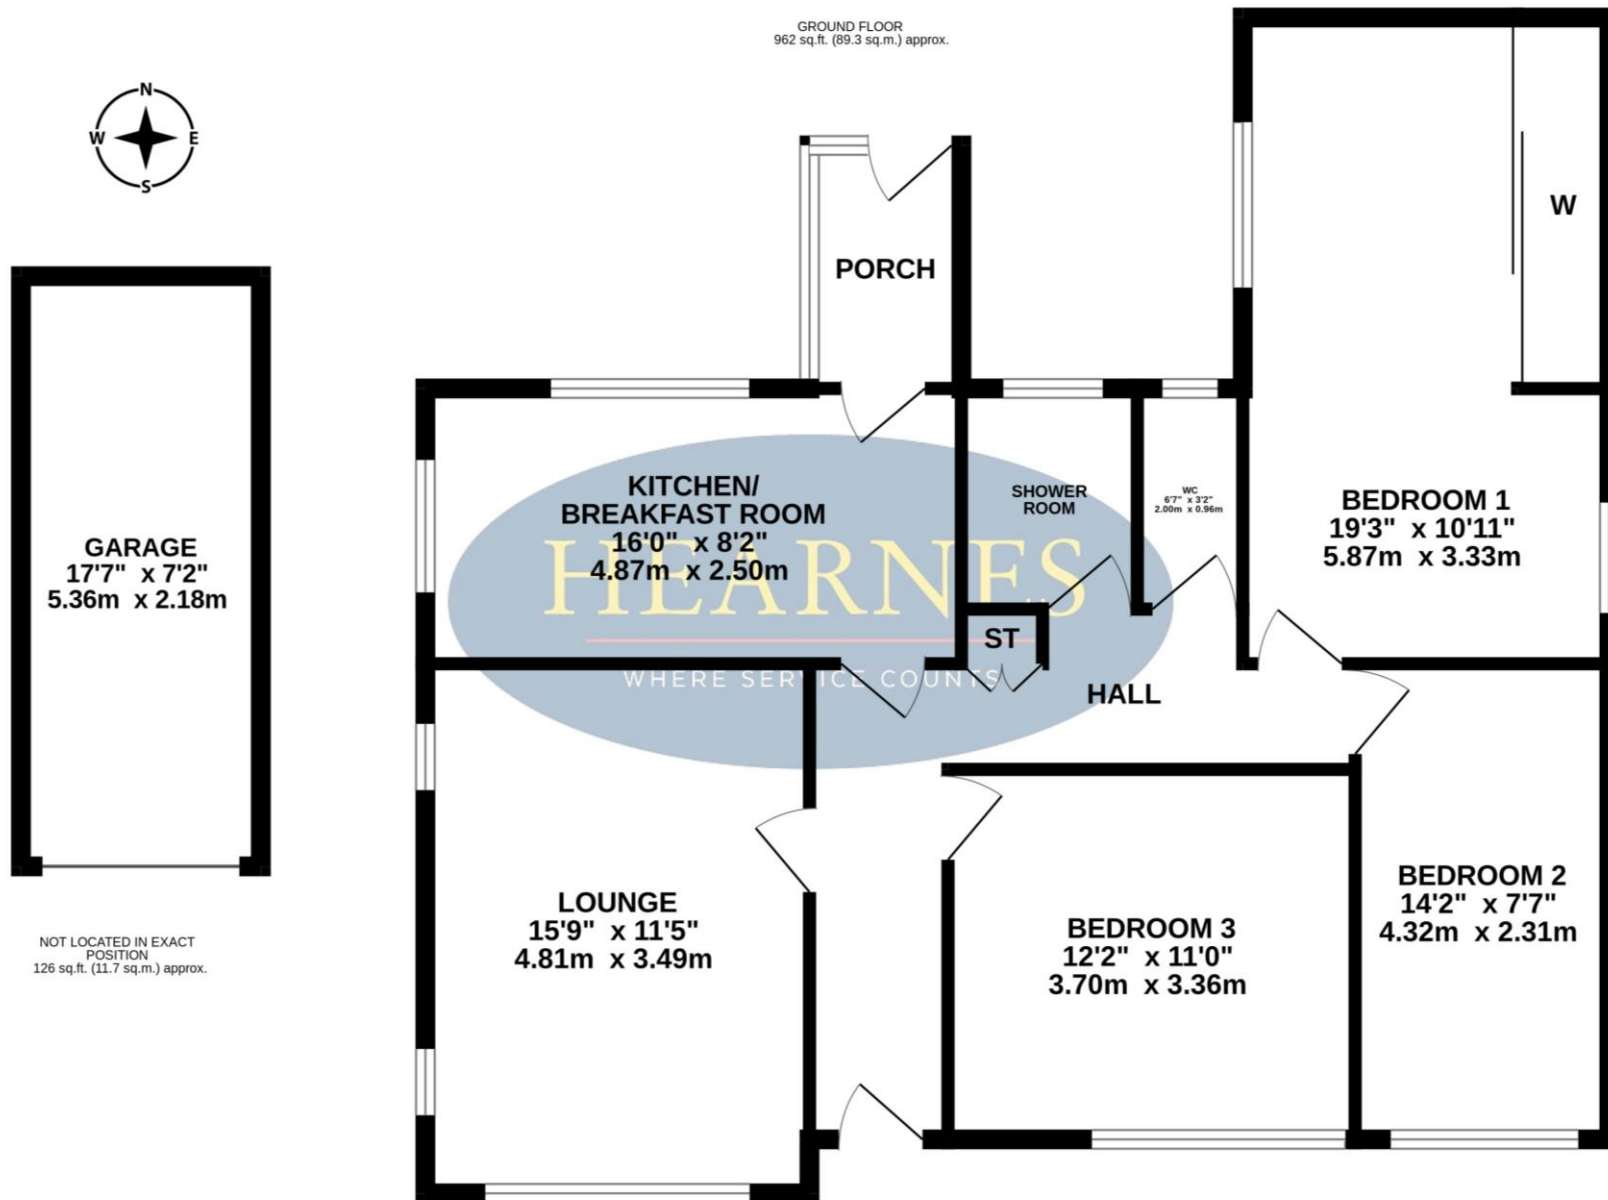 GROUND FLOOR
962 sq.ft. (89.3 sq.m.) approx.
N
W
E
S
W
PORCH
KITCHEN/
BREAKFAST ROOM
16'0" x 8'2"
4.87m x 2.50m
SHOWER
ROOM
WC
6'7" x 3'2"
2.00m x 0.96m
BEDROOM 1
19'3" x 10'11"
5.87m x 3.33m
GARAGE
17'7" x 7'2"
5.36m x 2.18m
HEARNES
WHERE SERVICE COUNTS
ST
HALL
LOUNGE
15'9" x 11'5"
4.81m x 3.49m
BEDROOM 3
12'2" x 11'0"
3.70m x 3.36m
BEDROOM 2
14'2" x 7'7"
4.32m x 2.31m
NOT LOCATED IN EXACT
POSITION
126 sq.ft. (11.7 sq.m.) approx.